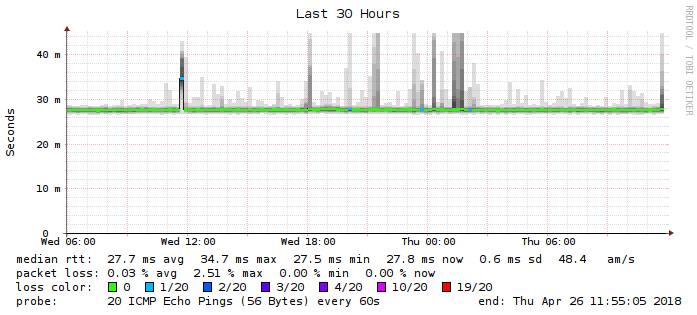 Last 30 Hours
RRDTOOL / TOBI OETIKER
Seconds
40 m
30 m
20 m
10 m
0
Wed 06:00 Wed 12:00 Wed 18:00 Thu 00:00 Thu 06:00
median rtt: 27.7 ms avg 34.7 ms max 27.5 ms min 27.8 ms now 0.6 ms sd 48.4 am/s
packet loss: 0.03 % avg 2.51 % max 0.00 % min 0.00 % now
loss color: 0 1/20 2/20 3/20 4/20 10/20 19/20
probe: 20 ICMP Echo Pings (56 Bytes) every 60s end: Thu Apr 26 11:55:05 2018